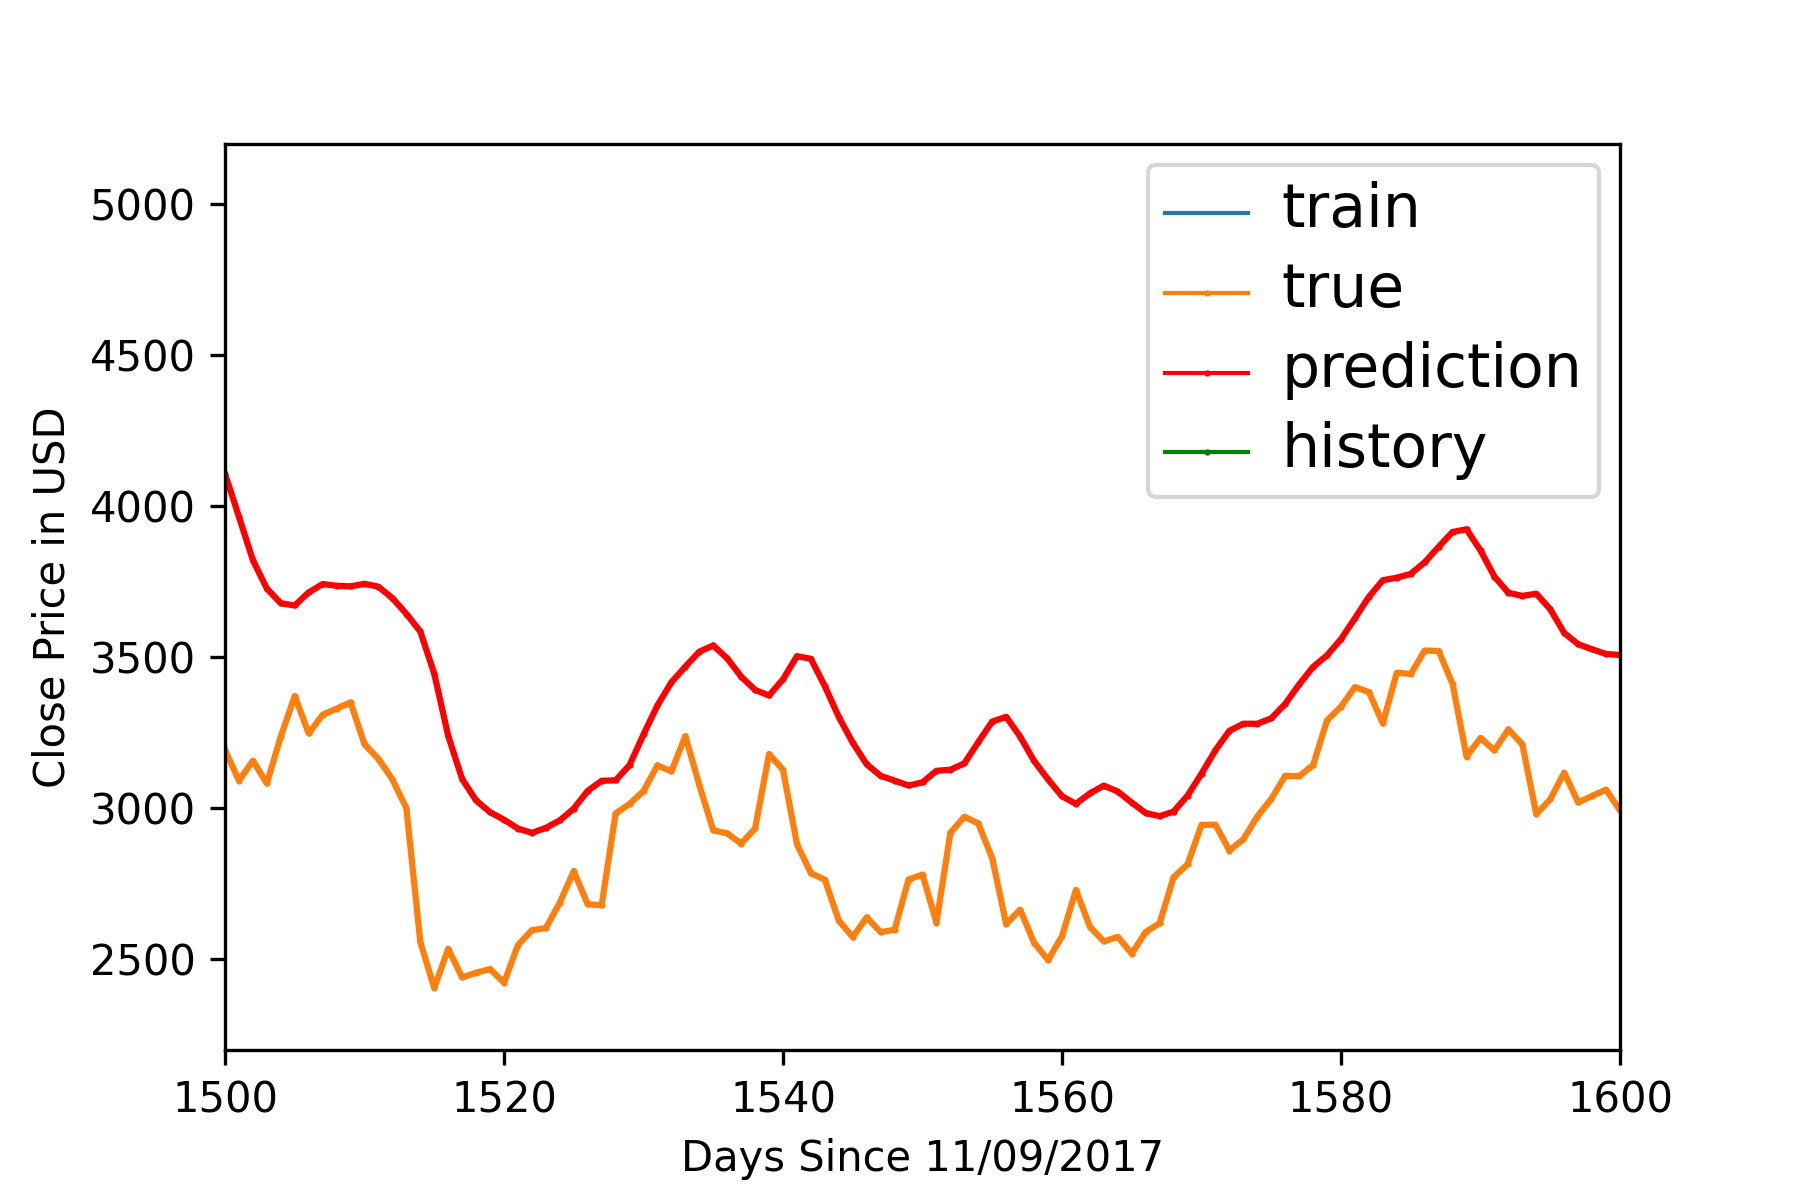 train
true
prediction
history
5000
4500
4000
3500
3000
2500
Close Price in USD
1500 1520 1540 1560 1580 1600
Days Since 11/09/2017